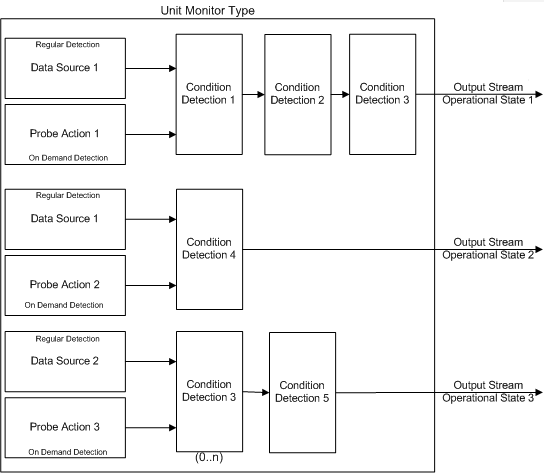 Unit Monitor Type
Regular Detection
Data Source 1
Probe Action 1
On Demand Detection
Condition
Detection 1
Condition
Detection 2
Condition
Detection 3
Output Stream
Operational State 1
Regular Detection
Data Source 1
Probe Action 2
On Demand Detection
Condition
Detection 4
Output Stream
Operational State 2
Regular Detection
Data Source 2
Probe Action 3
On Demand Detection
Condition
Detection 3
(0..n)
Condition
Detection 5
Output Stream
Operational State 3